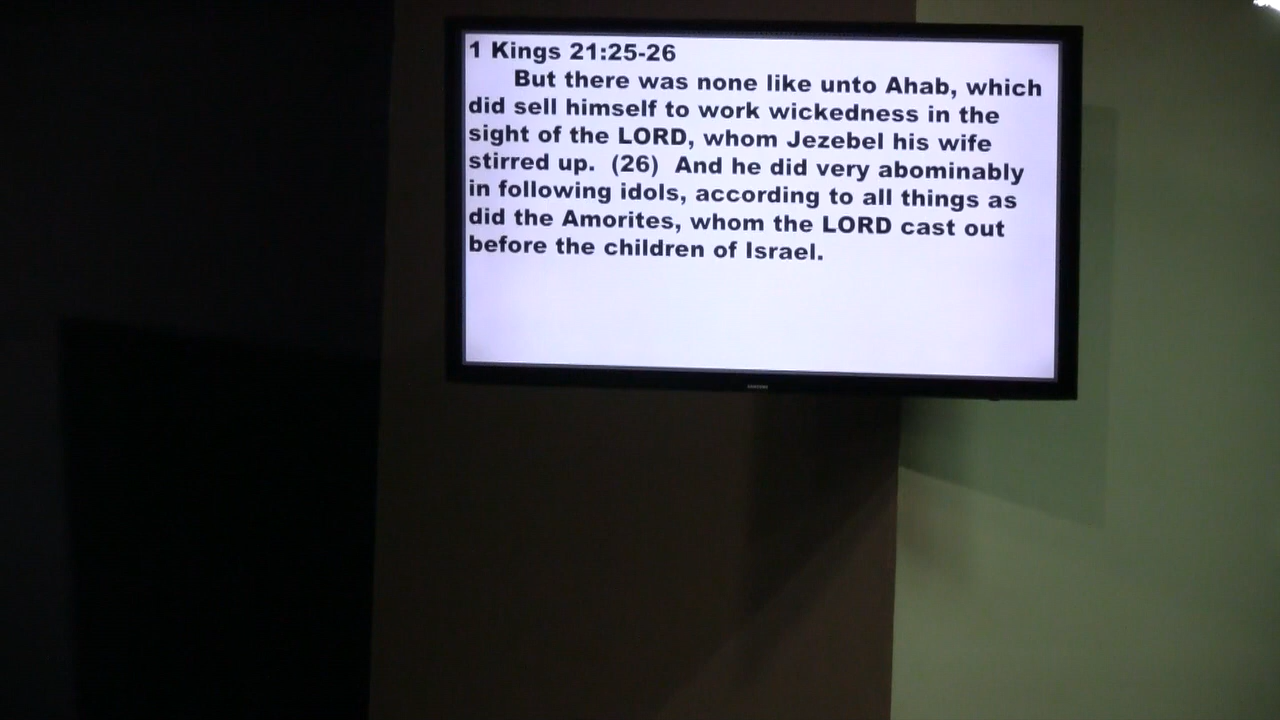 1 Kings 21:25-26
But there was none like unto Ahab, which
did sell himself to work wickedness in the
sight of the LORD, whom Jezebel his wife
stirred up. (26) And he did very abominably
in following idols, according to all things as
did the Amorites, whom the LORD cast out
before the children of Israel.
SAMSUNG